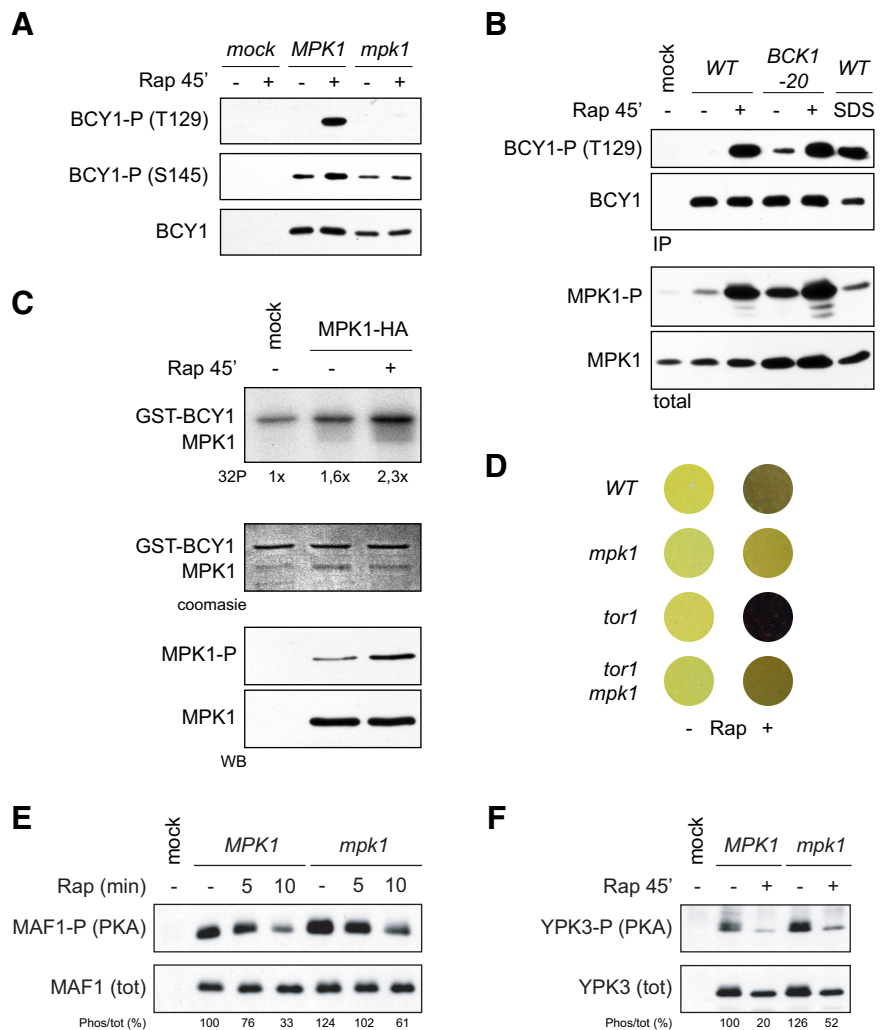 A
mock MPK1 mpk1
Rap 45' - + - + - +
BCY1-P (T129)
BCY1-P (S145)
BCY1
B
mock WT BCK1 -20 WT
Rap 45' - - + - + SDS
BCY1-P (T129)
BCY1
IP
MPK1-P
MPK1
total
C
mock MPK1-HA
Rap 45' - - +
GST-BCY1
MPK1
32P 1x 1,6x 2,3x
GST-BCY1
MPK1
coomasie
MPK1-P
MPK1
WB
D
WT
mpk1
tor1
tor1
mpk1
- Rap +
E
mock MPK1 mpk1
Rap (min) - - 5 10 - 5 10
MAF1-P (PKA)
MAF1 (tot)
Phos/tot (%) 100 76 33 124 102 61
F
mock MPK1 mpk1
Rap 45' - - + - +
YPK3-P (PKA)
YPK3 (tot)
Phos/tot (%) 100 20 126 52